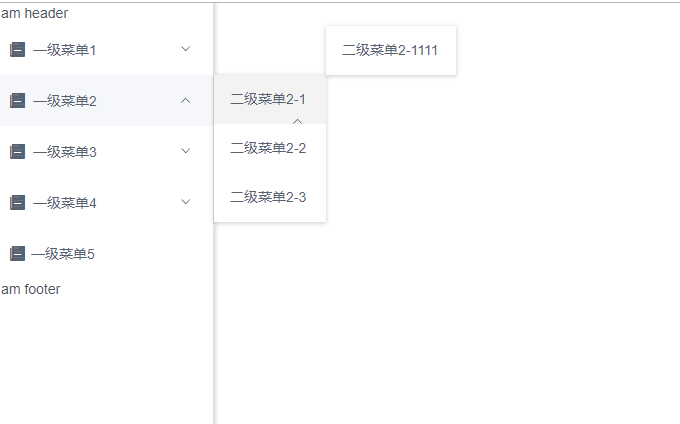 am header
一级菜单1
一级菜单2
一级菜单3
一级菜单4
一级菜单5
am footer
二级菜单2-1
二级菜单2-2
二级菜单2-3
二级菜单2-1111